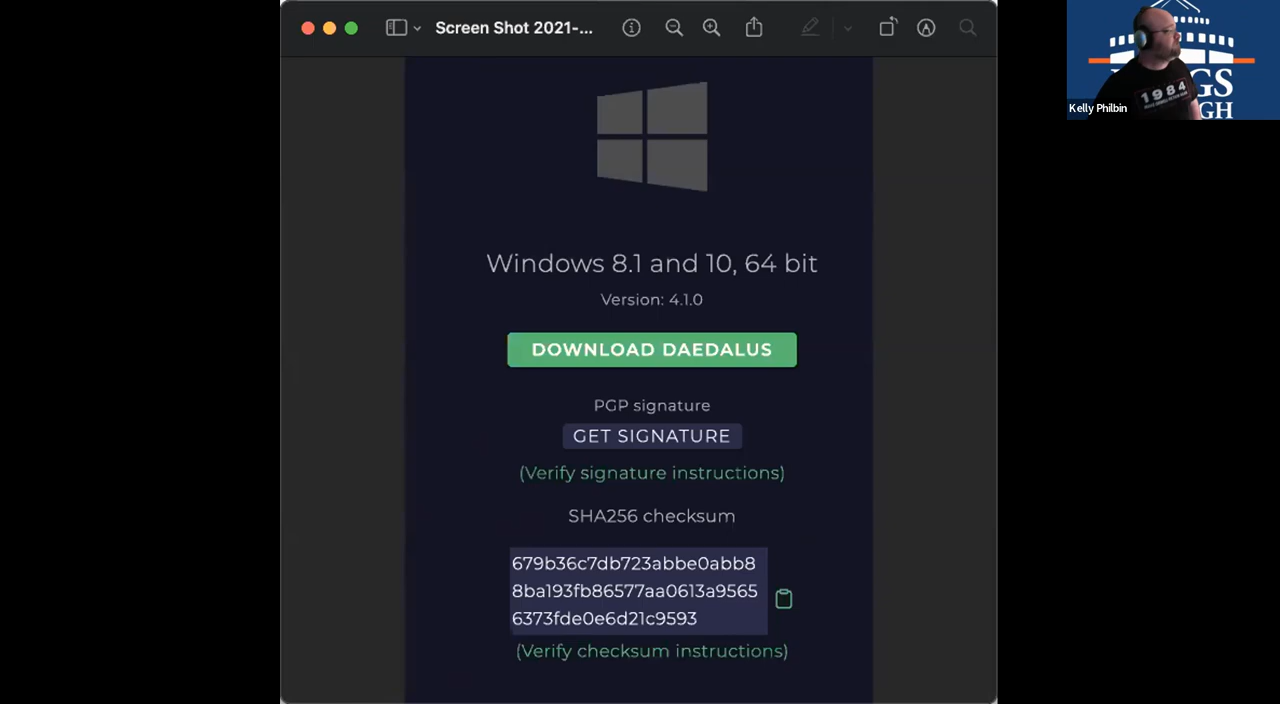 Screen Shot 2021-...
Windows 8.1 and 10, 64 bit
Version: 4.1.0
DOWNLOAD DAEDALUS
PGP signature
GET SIGNATURE
(Verify signature instructions)
SHA256 checksum
679b36c7db723abbe0abb8
8ba193fb86577aa0613a9565
6373fde0e6d21c9593
(Verify checksum instructions)
1984
Kelly Philbin